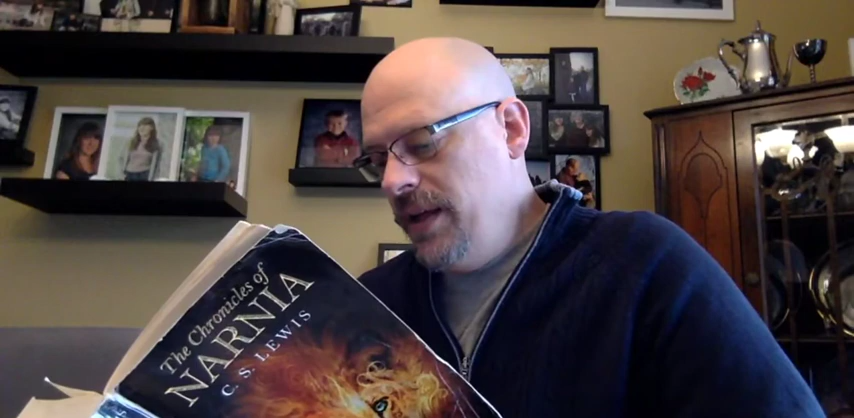 The Chronicles of
NARNIA
C. S. LEWIS